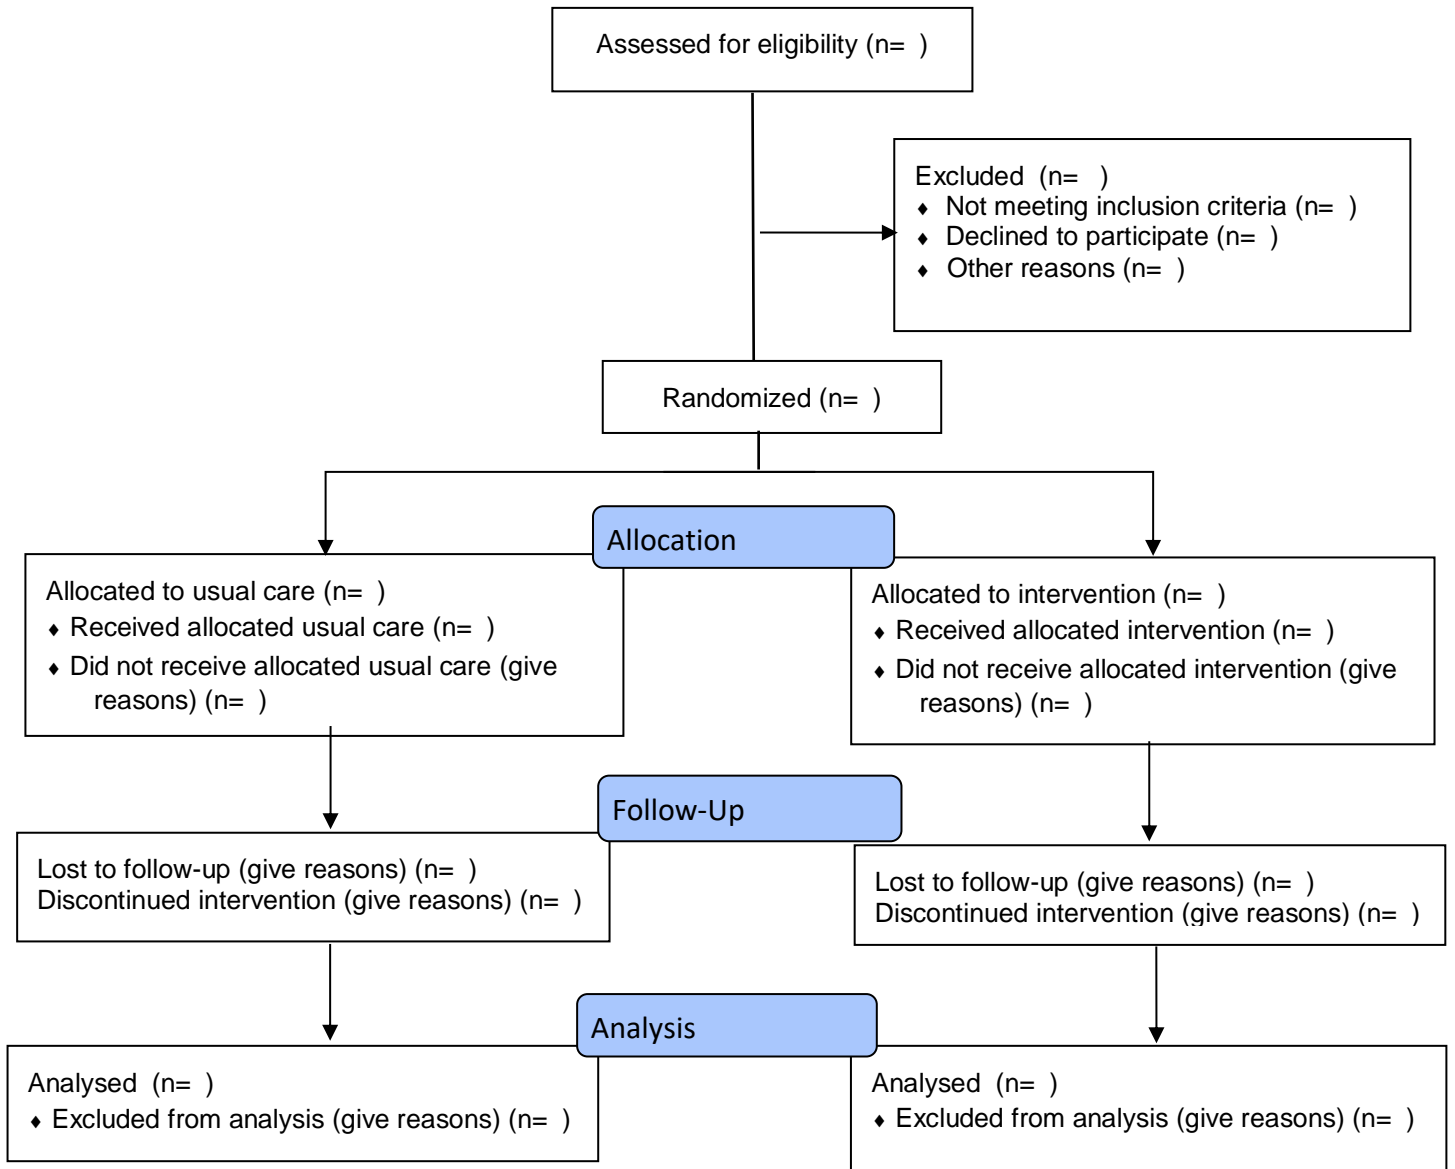 Assessed for eligibility (n=  )
Excluded  (n=   )
♦ Not meeting inclusion criteria (n=  )
♦ Declined to participate (n=  )
♦ Other reasons (n=  )
Randomized (n=  )
Allocation
Allocated to usual care (n=  )
♦ Received allocated usual care (n=  )
♦ Did not receive allocated usual care (give
reasons) (n=  )
Allocated to intervention (n=  )
♦ Received allocated intervention (n=  )
♦ Did not receive allocated intervention (give
reasons) (n=  )
Follow-Up
Lost to follow-up (give reasons) (n=  )
Discontinued intervention (give reasons) (n=  )
Lost to follow-up (give reasons) (n=  )
Discontinued intervention (give reasons) (n=  )
Analysis
Analysed  (n=  )
♦ Excluded from analysis (give reasons) (n=  )
Analysed  (n=  )
♦ Excluded from analysis (give reasons) (n=  )